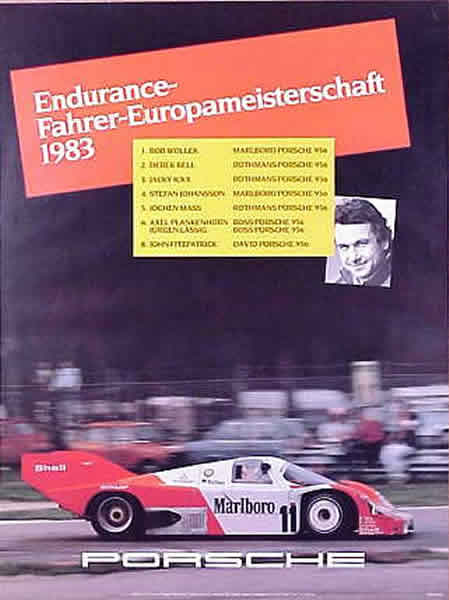 Endurance-
Fahrer-Europameisterschaft
1983
1. BOB WOLLEK MARLBORO PORSCHE 956
2. DEREK BELL ROTHMANS PORSCHE 956
3. JACKY ICKX ROTHMANS PORSCHE 956
4. STEFAN JOHANSSON MARLBORO PORSCHE 956
5. JOCHEN MASS ROTHMANS PORSCHE 956
6. AXEL PLANKENHORN BOSS PORSCHE 956
JÜRGEN LÄSSIG BOSS PORSCHE 956
8. JOHN FITZPATRICK DAVID PORSCHE 956
Shell
Marlboro
11
PORSCHE